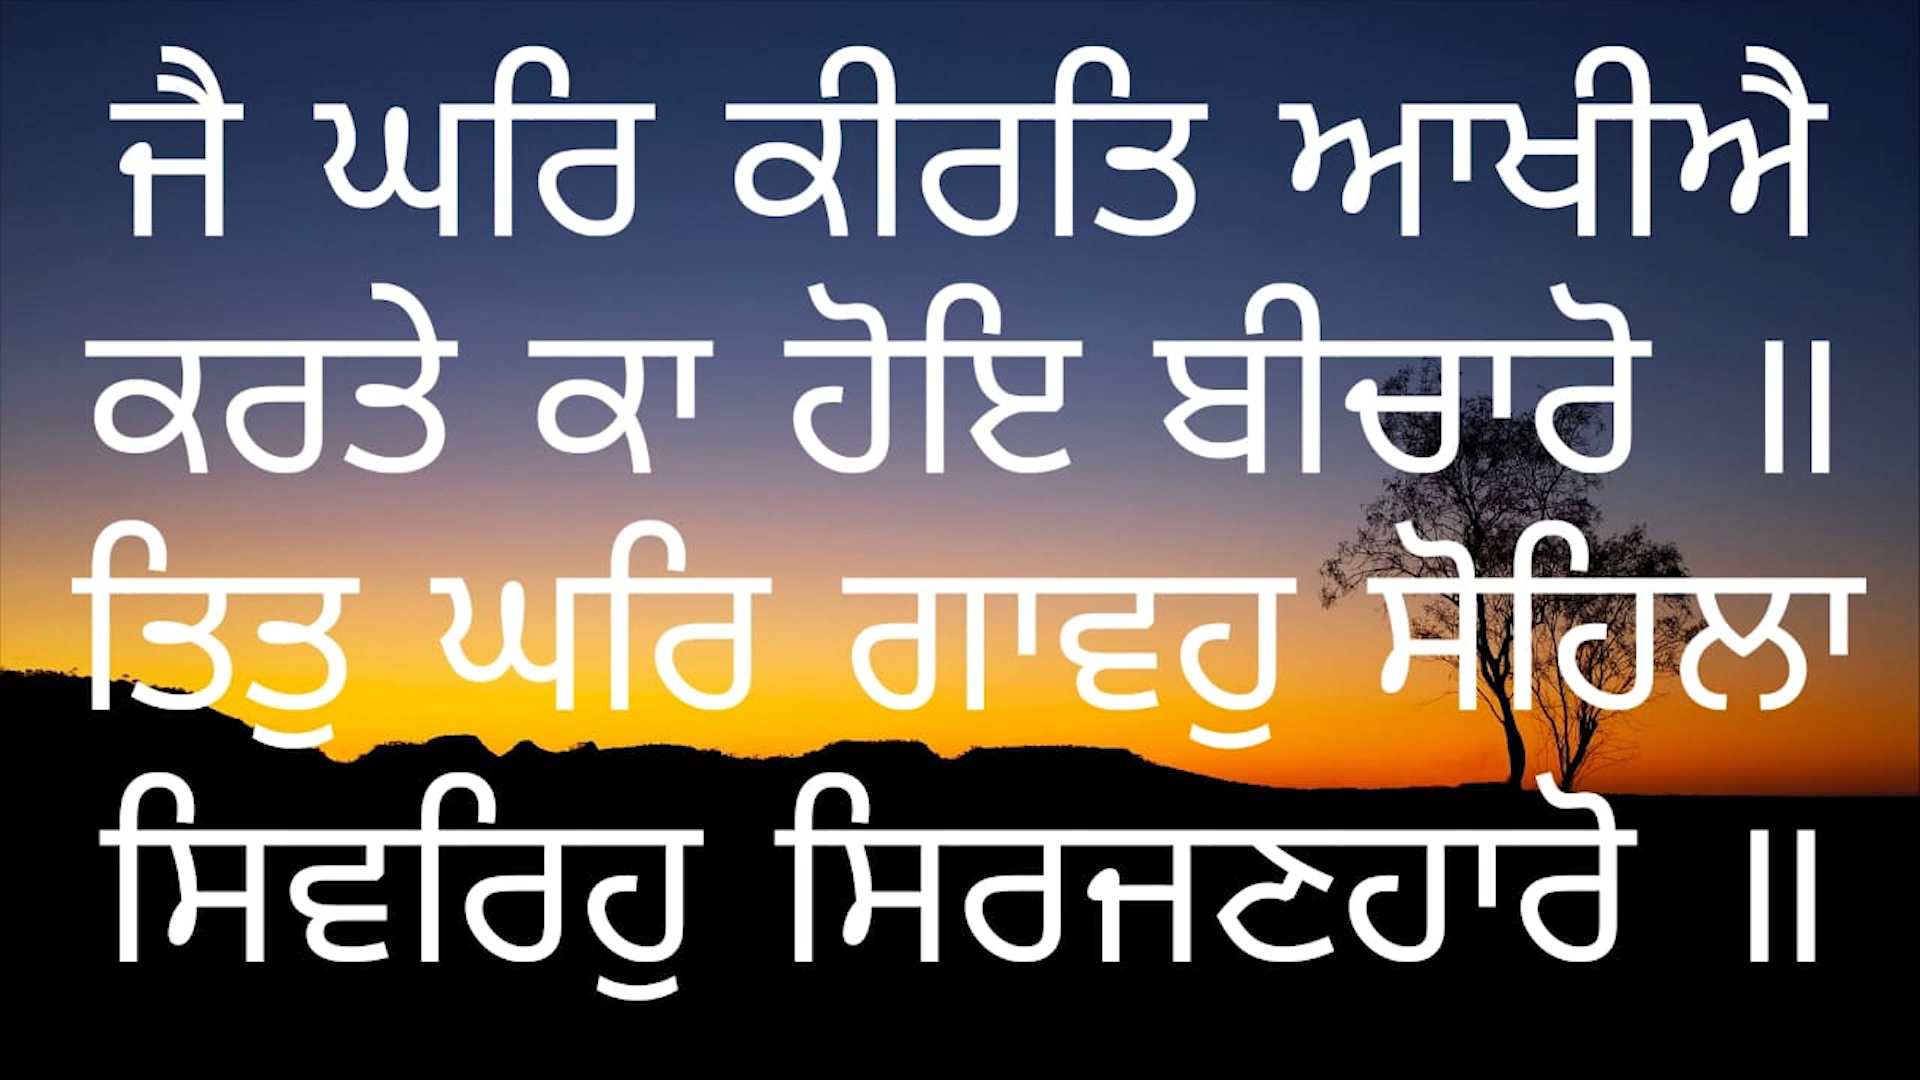 ਜੈ ਘਰਿ ਕੀਰਤਿ ਆਖੀਐ
ਕਰਤੇ ਕਾ ਹੋਇ ਬੀਚਾਰੋ ॥
ਤਿਤੁ ਘਰਿ ਗਾਵਹੁ ਸੋਹਿਲਾ
ਸਿਵਰਿਹੁ ਸਿਰਜਣਹਾਰੋ ॥